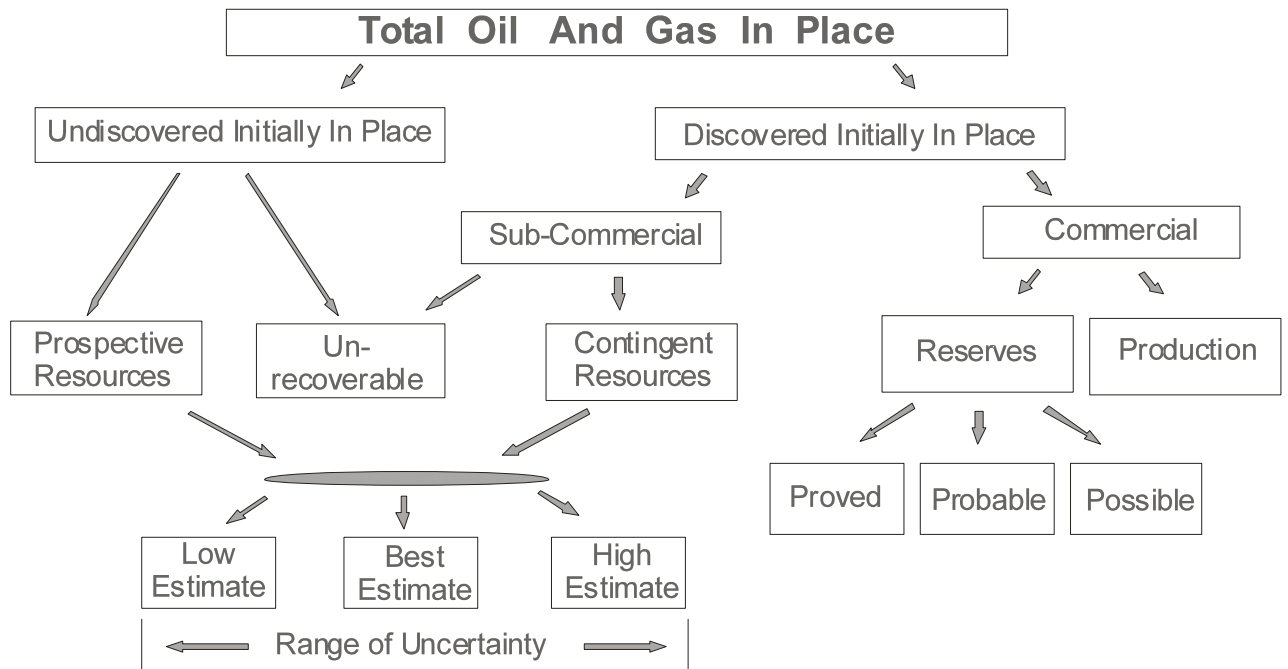 Total Oil And Gas In Place
Undiscovered Initially In Place
Discovered Initially In Place
Sub-Commercial
Commercial
Prospective
Resources
Un-
recoverable
Contingent
Resources
Reserves
Production
Proved
Probable
Possible
Low
Estimate
Best
Estimate
High
Estimate
Range of Uncertainty